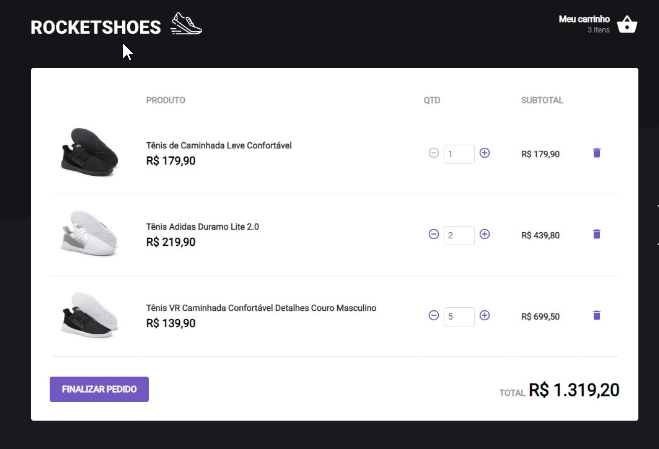 ROCKETSHOES
Meu carrinho
3 itens
PRODUTO QTD SUBTOTAL
Tênis de Caminhada Leve Confortável
R$ 179,90
1
R$ 179,90
Tênis Adidas Duramo Lite 2.0
R$ 219,90
2
R$ 439,80
Tênis VR Caminhada Confortável Detalhes Couro Masculino
R$ 139,90
5
R$ 699,50
FINALIZAR PEDIDO
TOTAL R$ 1.319,20